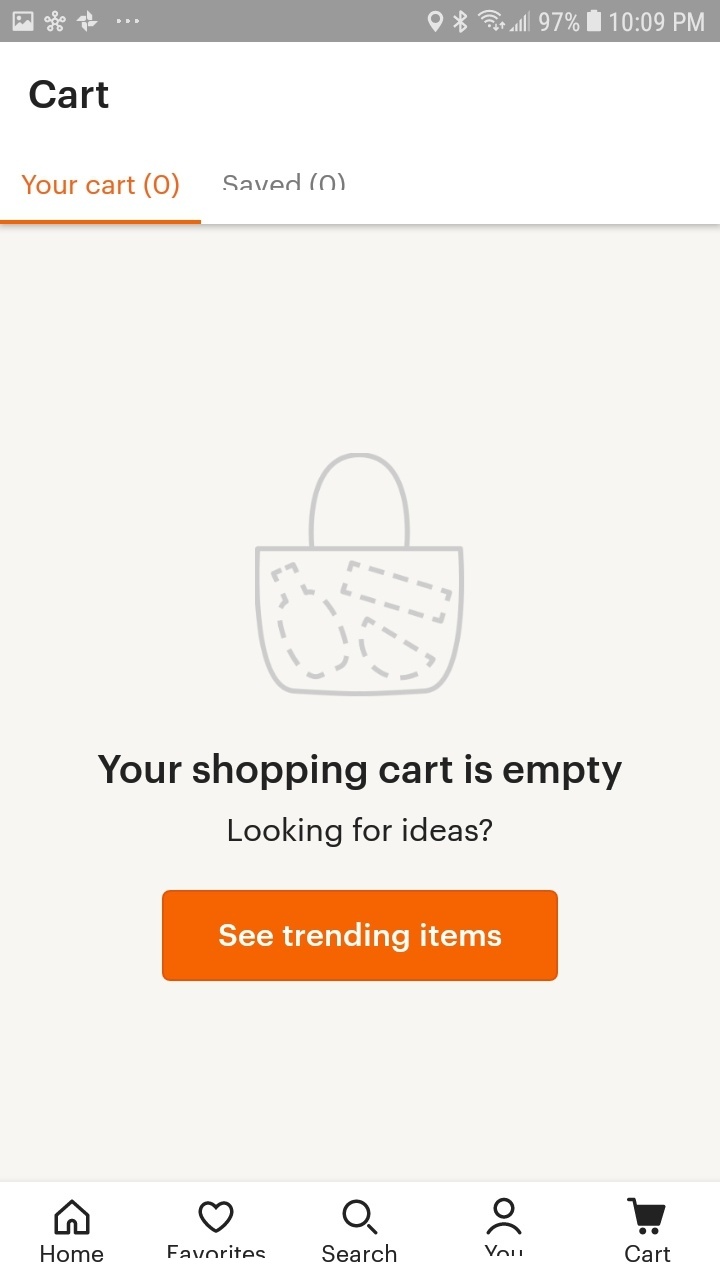 97% 10:09 PM
Cart
Your cart (0) Saved (0)
Your shopping cart is empty
Looking for ideas?
See trending items
Home Favorites Search You Cart